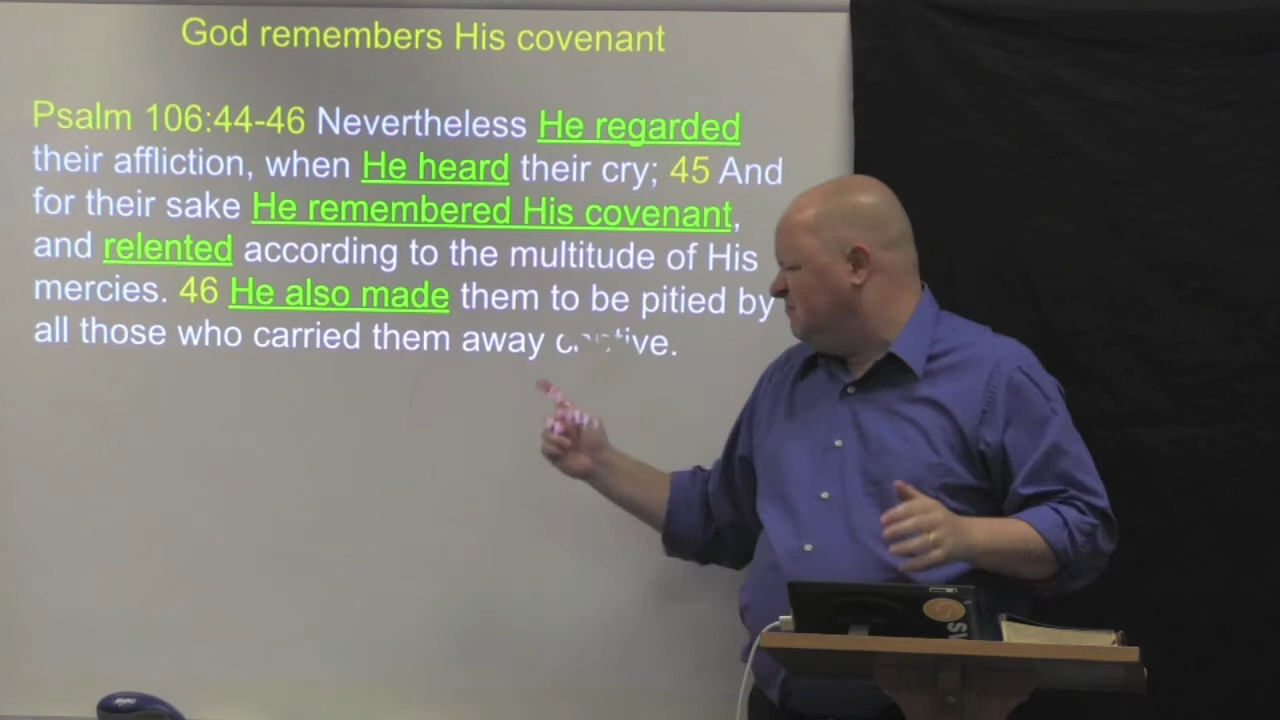 God remembers His covenant
Psalm 106:44-46 Nevertheless He regarded
their affliction, when He heard their cry; 45 And
for their sake He remembered His covenant,
and relented according to the multitude of His
mercies. 46 He also made them to be pitied by
all those who carried them away captive.